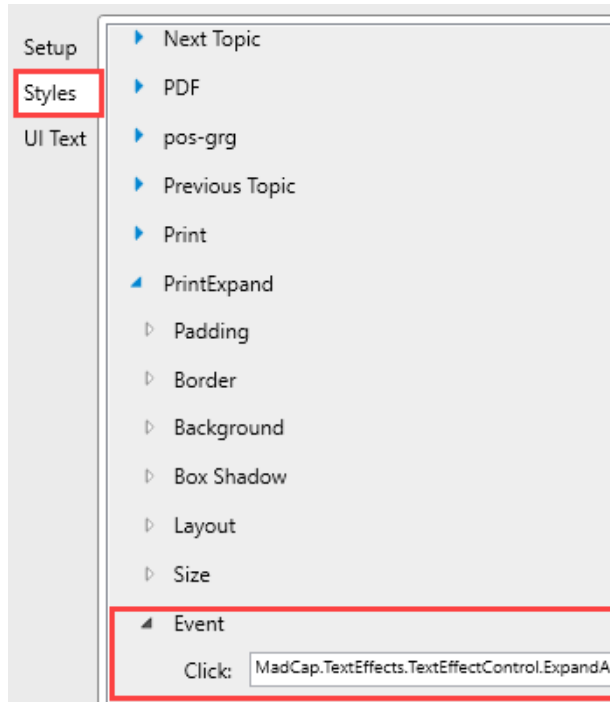 Setup
Styles
UI Text
Next Topic
PDF
pos-grg
Previous Topic
Print
PrintExpand
Padding
Border
Background
Box Shadow
Layout
Size
Event
Click: MadCap.TextEffects.TextEffectControl.ExpandA